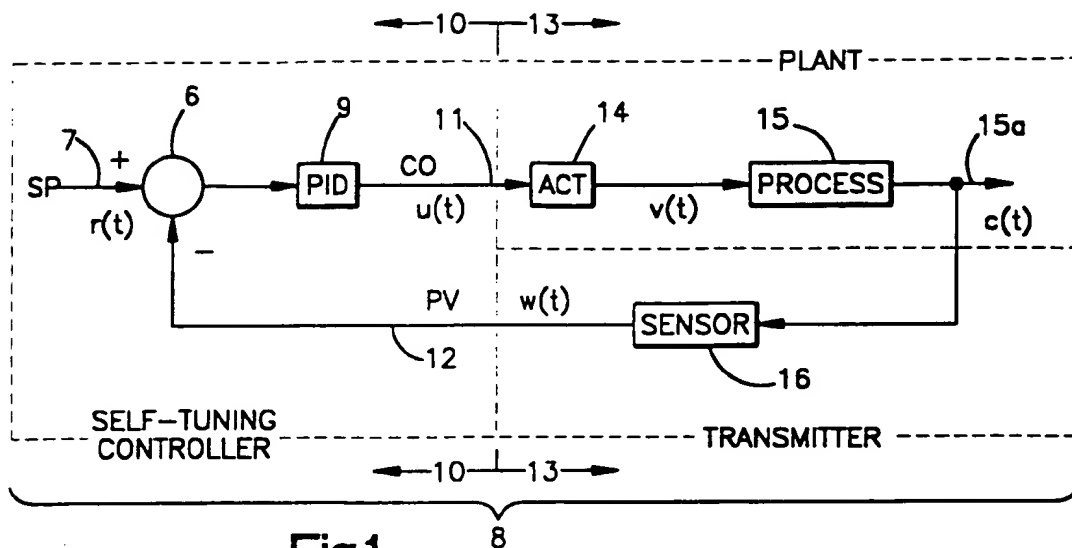 10 13
PLANT
6 9 11 14 15 15a
7 + CO
SP PID ACT PROCESS
r(t) u(t) v(t) c(t)
−
PV w(t)
SENSOR
12 16
SELF-TUNING
CONTROLLER
TRANSMITTER
10 13
8
Fig1